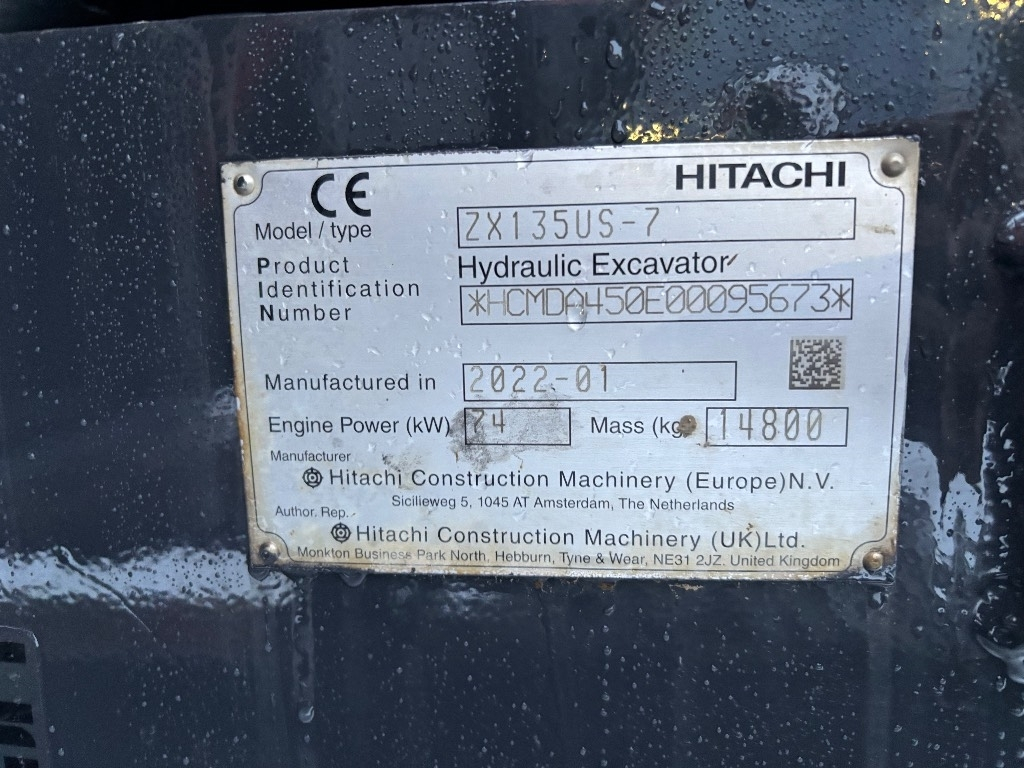 CE HITACHI
Model / type ZX135US-7
Product Hydraulic Excavator
Identification
Number *HCMDA450E00095673*
Manufactured in 2022-01
Engine Power (kW) 74 Mass (kg) 14800
Manufacturer
Hitachi Construction Machinery (Europe)N.V.
Sicilieweg 5, 1045 AT Amsterdam, The Netherlands
Author. Rep.
Hitachi Construction Machinery (UK)Ltd.
Monkton Business Park North, Hebburn, Tyne & Wear, NE31 2JZ. United Kingdom